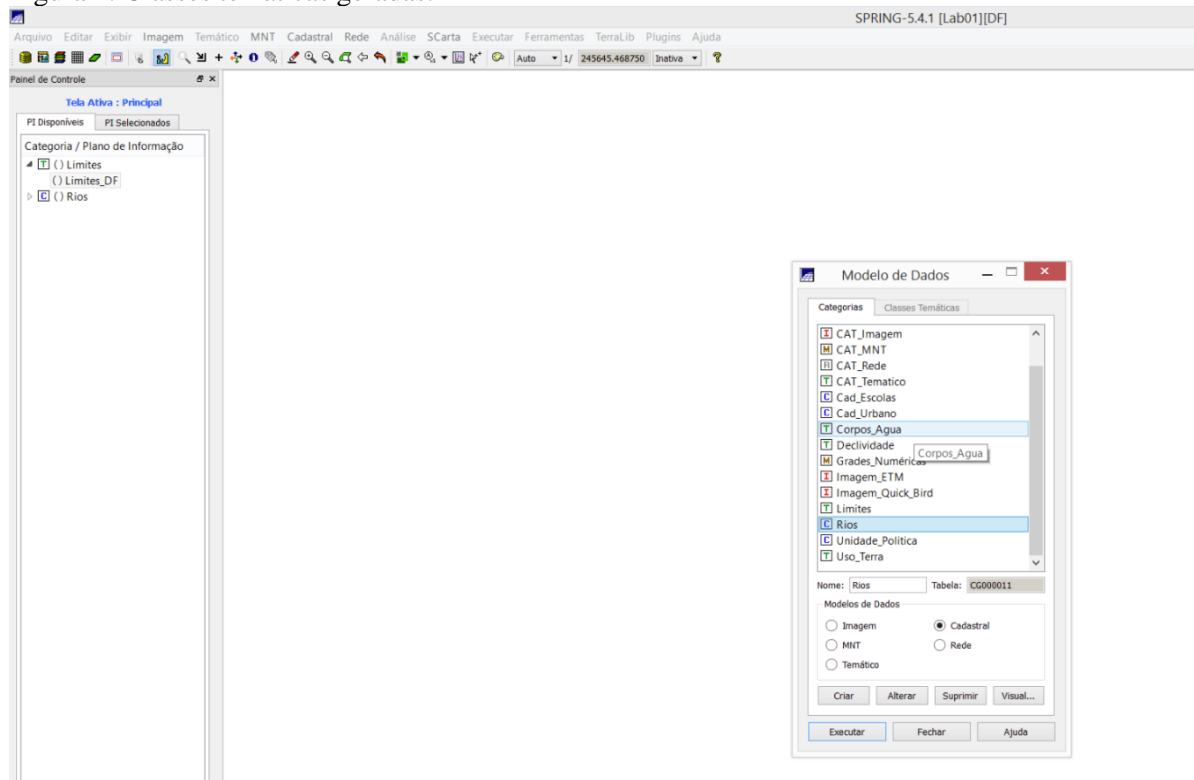 SPRING-5.4.1 [Lab01][DF]
Arquivo Editar Exibir Imagem Temático MNT Cadastral Rede Análise SCarta Executar Ferramentas TerraLib Plugins Ajuda
Auto 1/ 245645.468750 Inativa
Painel de Controle
Tela Ativa : Principal
PI Disponíveis PI Selecionados
Categoria / Plano de Informação
T () Limites
() Limites_DF
C () Rios
Modelo de Dados
Categorias Classes Temáticas
I CAT_Imagem
M CAT_MNT
R CAT_Rede
T CAT_Tematico
C Cad_Escolas
C Cad_Urbano
T Corpos_Agua
T Declividade
Corpos_Agua
M Grades_Numéricas
I Imagem_ETM
I Imagem_Quick_Bird
T Limites
C Rios
C Unidade_Politica
T Uso_Terra
Nome: Rios Tabela: CG000011
Modelos de Dados
Imagem Cadastral
MNT Rede
Temático
Criar Alterar Suprimir Visual...
Executar Fechar Ajuda